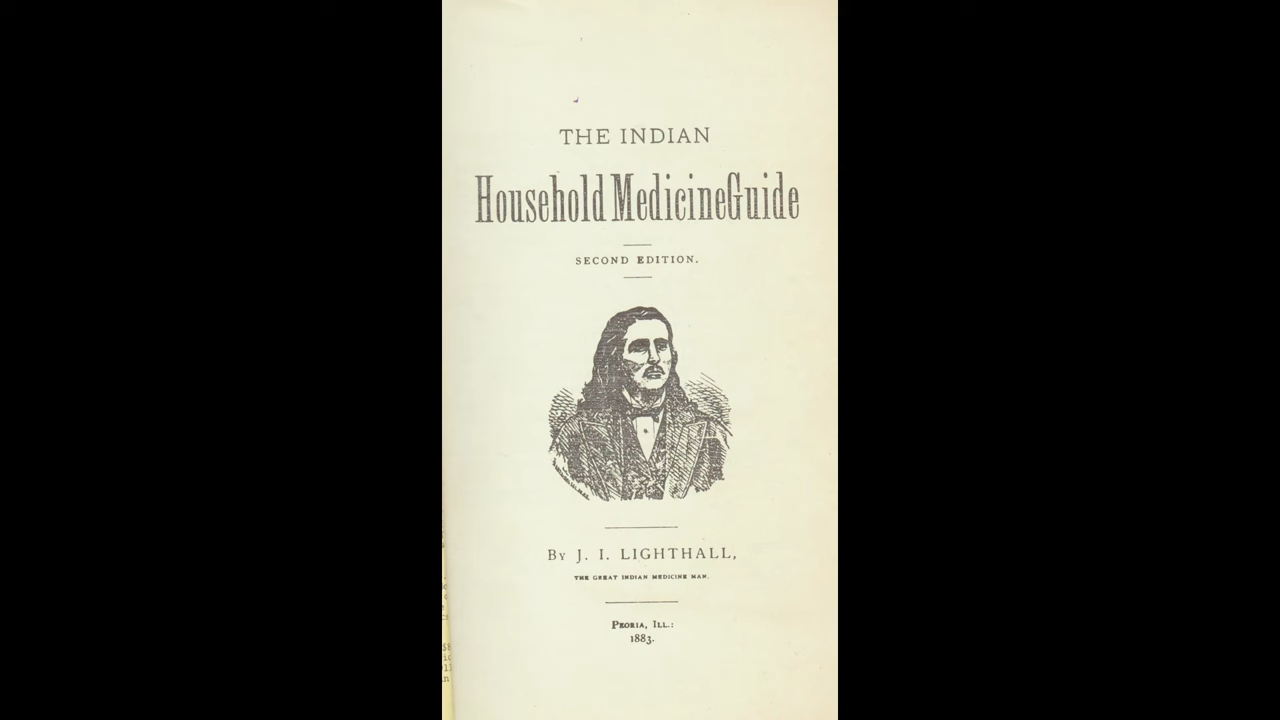 THE INDIAN
Household Medicine Guide
SECOND EDITION.
By J. I. LIGHTHALL,
THE GREAT INDIAN MEDICINE MAN.
Peoria, Ill.:
1883.